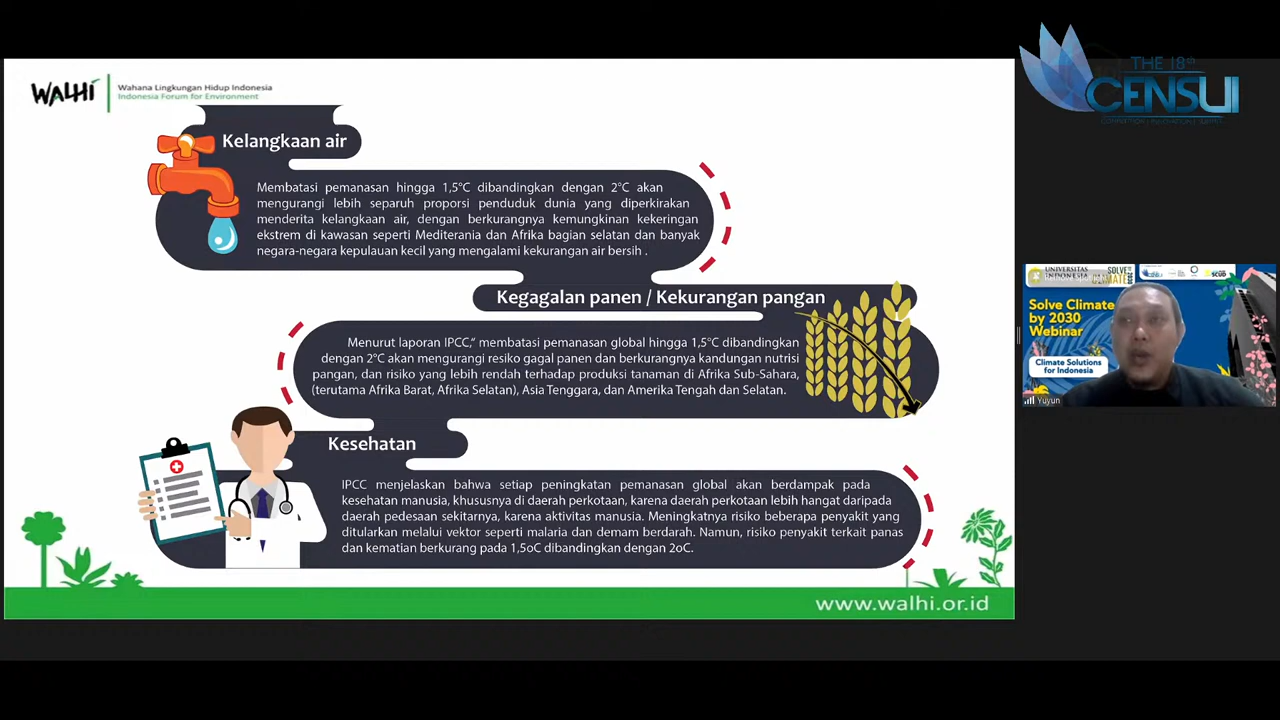 WALHI
Wahana Lingkungan Hidup Indonesia
Indonesia Forum for Environment
Kelangkaan air
Membatasi pemanasan hingga 1,5°C dibandingkan dengan 2°C akan
mengurangi lebih separuh proporsi penduduk dunia yang diperkirakan
menderita kelangkaan air, dengan berkurangnya kemungkinan kekeringan
ekstrem di kawasan seperti Mediterania dan Afrika bagian selatan dan banyak
negara-negara kepulauan kecil yang mengalami kekurangan air bersih .
Kegagalan panen / Kekurangan pangan
Menurut laporan IPCC,“ membatasi pemanasan global hingga 1,5°C dibandingkan
dengan 2°C akan mengurangi resiko gagal panen dan berkurangnya kandungan nutrisi
pangan, dan risiko yang lebih rendah terhadap produksi tanaman di Afrika Sub-Sahara,
(terutama Afrika Barat, Afrika Selatan), Asia Tenggara, dan Amerika Tengah dan Selatan.
Kesehatan
IPCC menjelaskan bahwa setiap peningkatan pemanasan global akan berdampak pada
kesehatan manusia, khususnya di daerah perkotaan, karena daerah perkotaan lebih hangat daripada
daerah pedesaan sekitarnya, karena aktivitas manusia. Meningkatnya risiko beberapa penyakit yang
ditularkan melalui vektor seperti malaria dan demam berdarah. Namun, risiko penyakit terkait panas
dan kematian berkurang pada 1,5oC dibandingkan dengan 2oC.
www.walhi.or.id
THE 18th
CENSUI
UNIVERSITAS
INDONESIA
SOLVE
CLIMATE
SCUD
Solve Climate
by 2030
Webinar
Climate Solutions
for Indonesia
Yuyun